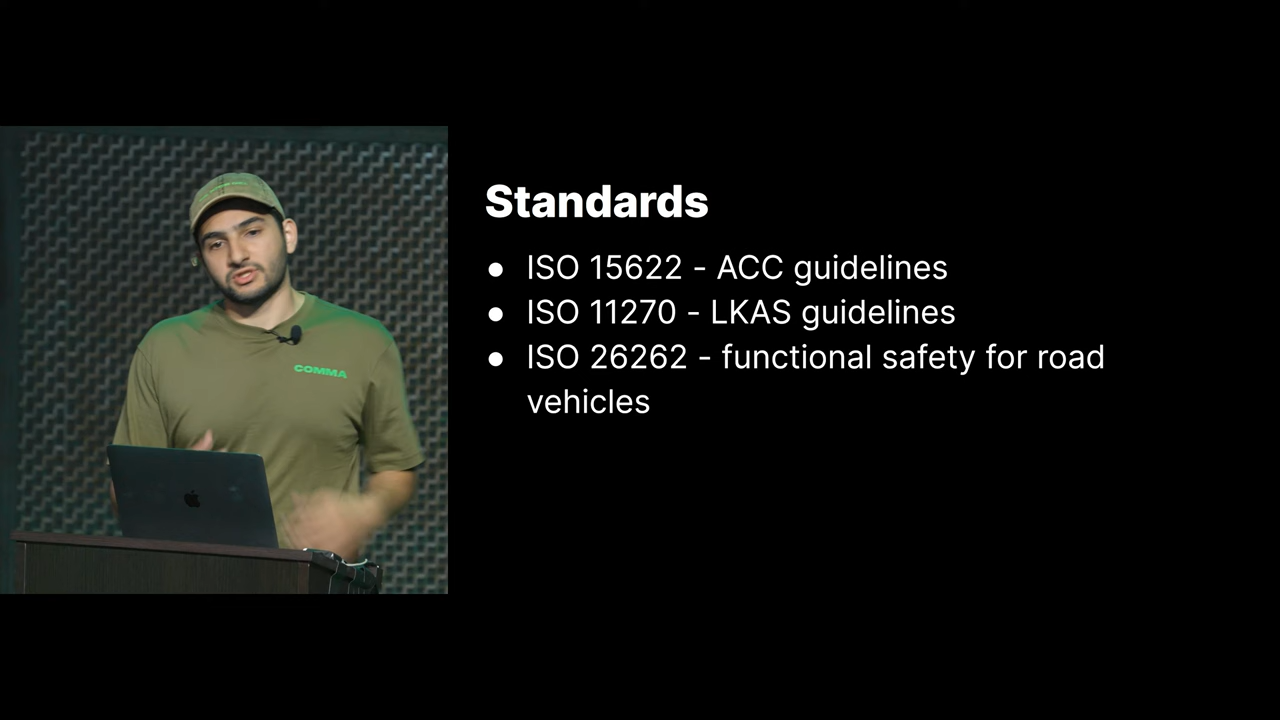 COMMA
Standards
● ISO 15622 - ACC guidelines
● ISO 11270 - LKAS guidelines
● ISO 26262 - functional safety for road
vehicles